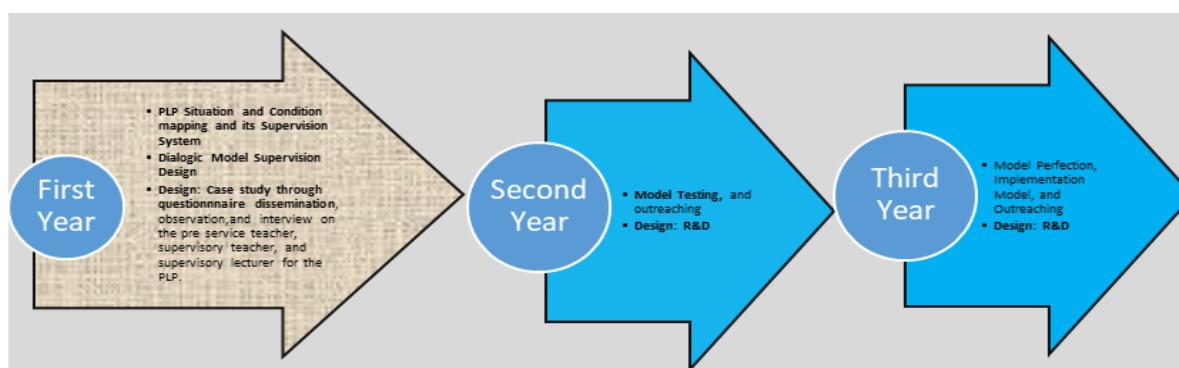 First
Year
• PLP Situation and Condition
mapping and its Supervision
System
• Dialogic Model Supervision
Design
• Design: Case study through
questionnnaire dissemination,
observation,and interview on
the pre service teacher,
supervisory teacher, and
supervisory lecturer for the
PLP.
Second
Year
• Model Testing, and
outreaching
• Design: R&D
Third
Year
• Model Perfection,
Implementation
Model, and
Outreaching
• Design: R&D